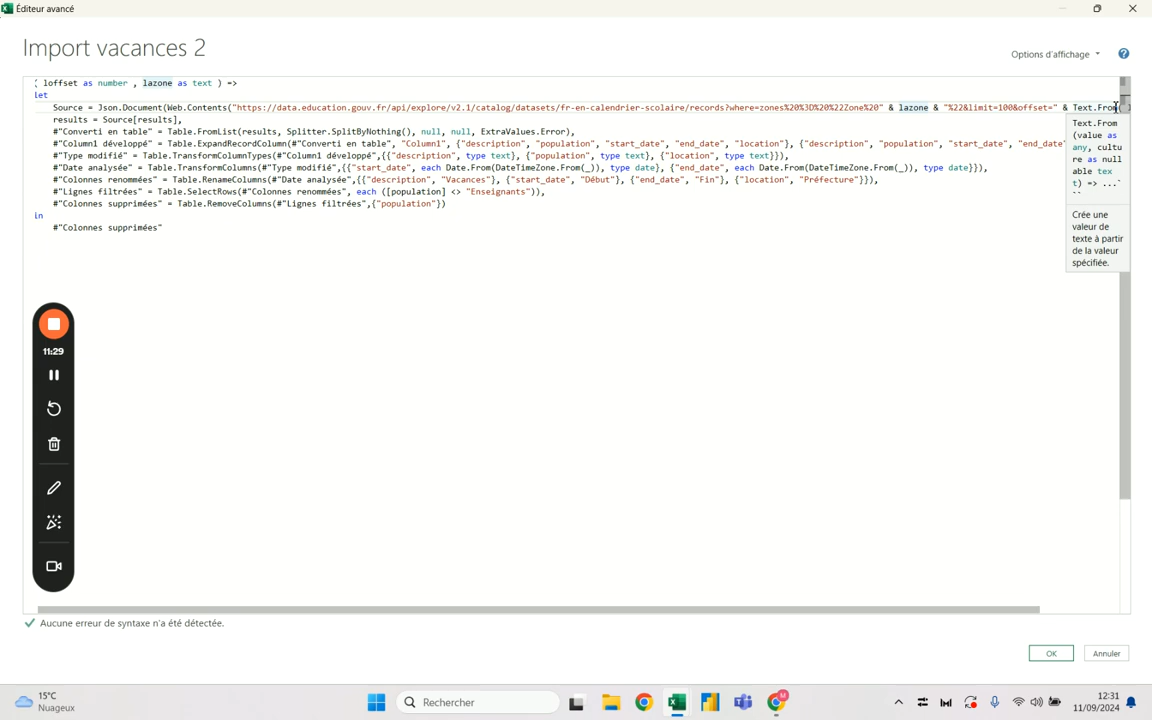 Éditeur avancé
Import vacances 2
Options d'affichage
?
( loffset as number , lazone as text ) =>
let
Source = Json.Document(Web.Contents("https://data.education.gouv.fr/api/explore/v2.1/catalog/datasets/fr-en-calendrier-scolaire/records?where=zones%20%3D%20%22Zone%20" & lazone & "%22&limit=100&offset=" & Text.From(
results = Source[results],
#"Converti en table" = Table.FromList(results, Splitter.SplitByNothing(), null, null, ExtraValues.Error),
#"Column1 développé" = Table.ExpandRecordColumn(#"Converti en table", "Column1", {"description", "population", "start_date", "end_date", "location"}, {"description", "population", "start_date", "end_date"
#"Type modifié" = Table.TransformColumnTypes(#"Column1 développé",{{"description", type text}, {"population", type text}, {"location", type text}}),
#"Date analysée" = Table.TransformColumns(#"Type modifié",{{"start_date", each Date.From(DateTimeZone.From(_)), type date}, {"end_date", each Date.From(DateTimeZone.From(_)), type date}}),
#"Colonnes renommées" = Table.RenameColumns(#"Date analysée",{{"description", "Vacances"}, {"start_date", "Début"}, {"end_date", "Fin"}, {"location", "Préfecture"}}),
#"Lignes filtrées" = Table.SelectRows(#"Colonnes renommées", each ([population] <> "Enseignants")),
#"Colonnes supprimées" = Table.RemoveColumns(#"Lignes filtrées",{"population"})
in
#"Colonnes supprimées"
Text.From
(value as
any, cultu
re as null
able tex
t) => ...`
``
Crée une
valeur de
texte à partir
de la valeur
spécifiée.
11:29
Aucune erreur de syntaxe n'a été détectée.
OK
Annuler
15°C
Nuageux
Rechercher
M
12:31
11/09/2024